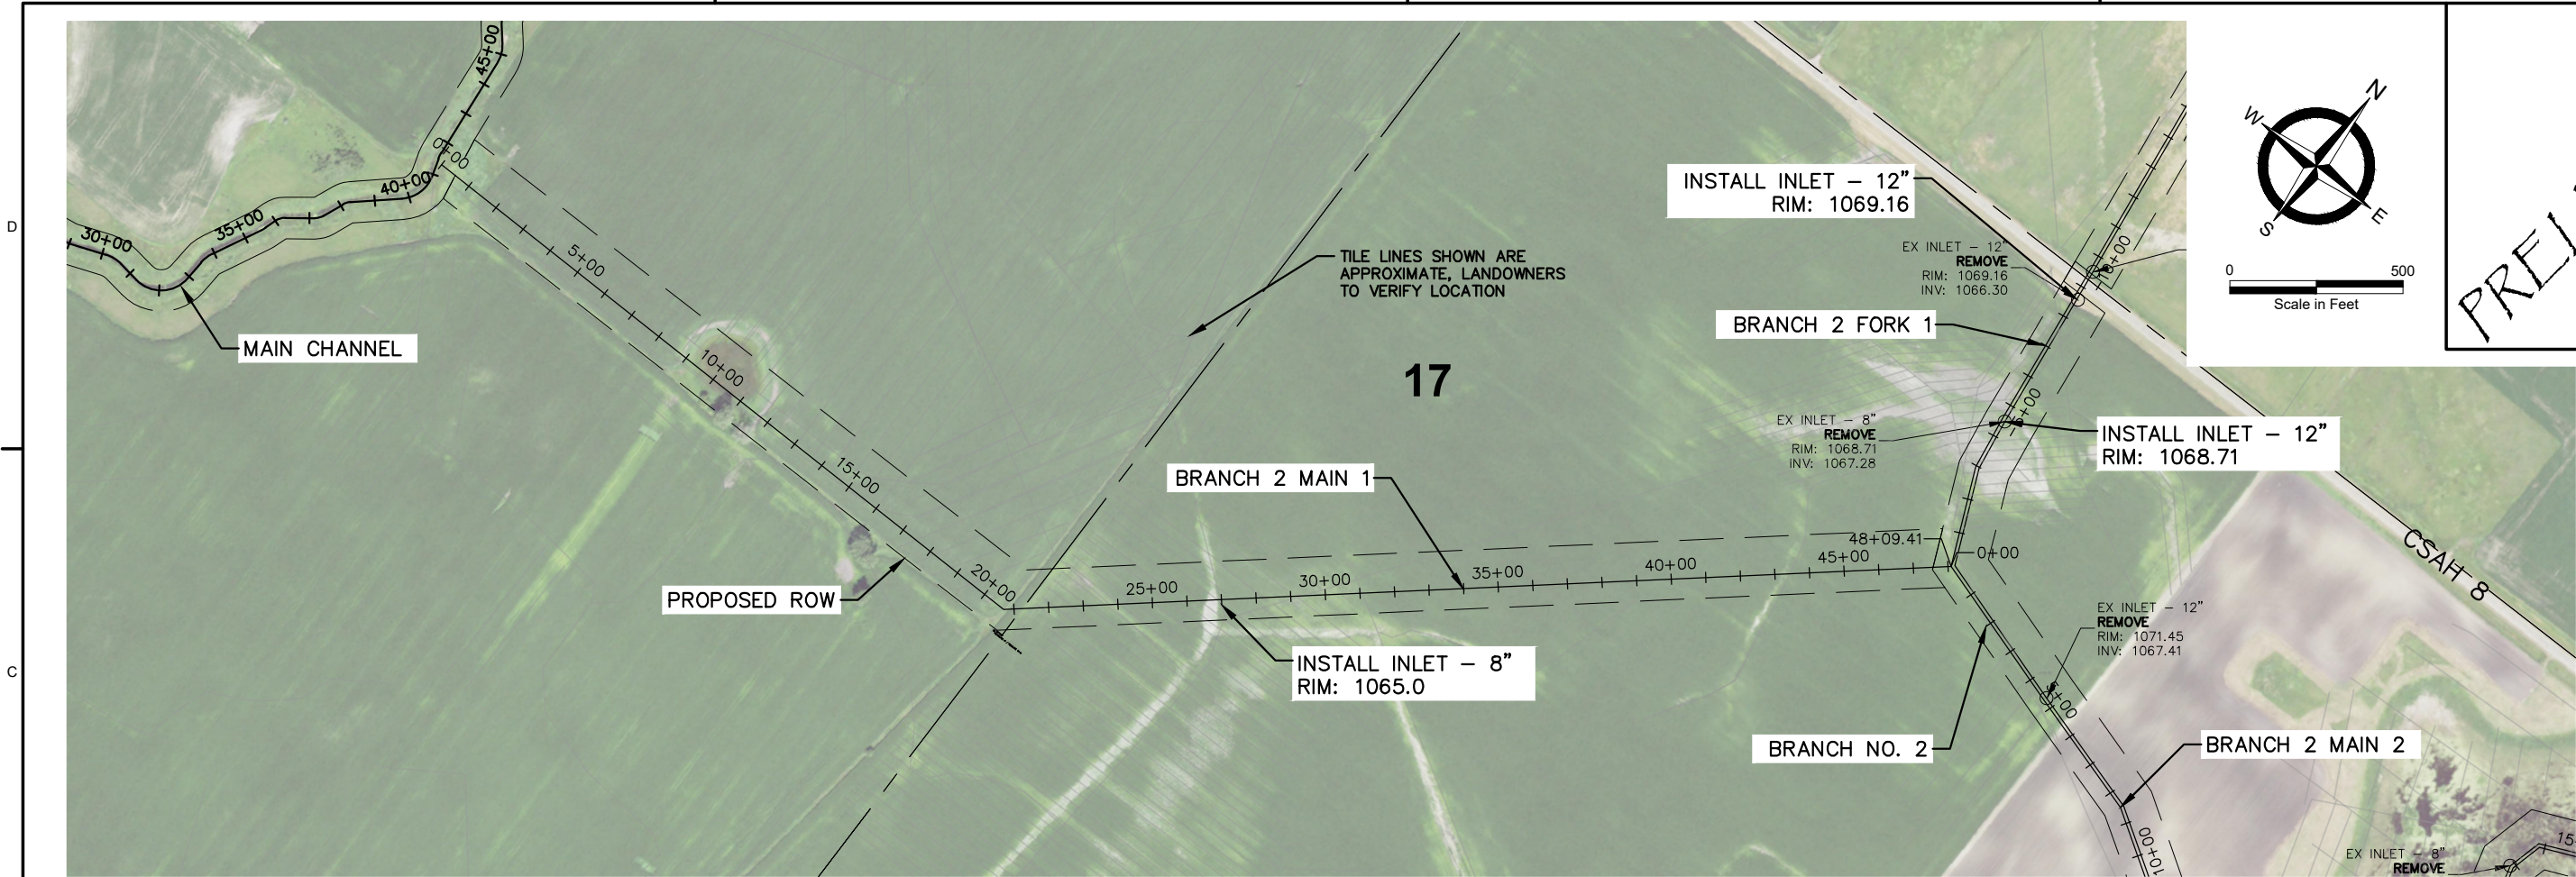 45+00
0+00
40+00
35+00
30+00
5+00
MAIN CHANNEL
10+00
15+00
20+00
PROPOSED ROW
TILE LINES SHOWN ARE
APPROXIMATE, LANDOWNERS
TO VERIFY LOCATION
17
INSTALL INLET – 12"
RIM: 1069.16
EX INLET – 12"
REMOVE
RIM: 1069.16
INV: 1066.30
10+00
BRANCH 2 FORK 1
5+00
EX INLET – 8"
REMOVE
RIM: 1068.71
INV: 1067.28
INSTALL INLET – 12"
RIM: 1068.71
BRANCH 2 MAIN 1
25+00
30+00
35+00
40+00
45+00
48+09.41
0+00
INSTALL INLET – 8"
RIM: 1065.0
EX INLET – 12"
REMOVE
RIM: 1071.45
INV: 1067.41
5+00
BRANCH NO. 2
BRANCH 2 MAIN 2
10+00
EX INLET – 8"
REMOVE
CSAH 8
N
W
E
S
0 500
Scale in Feet
D
C